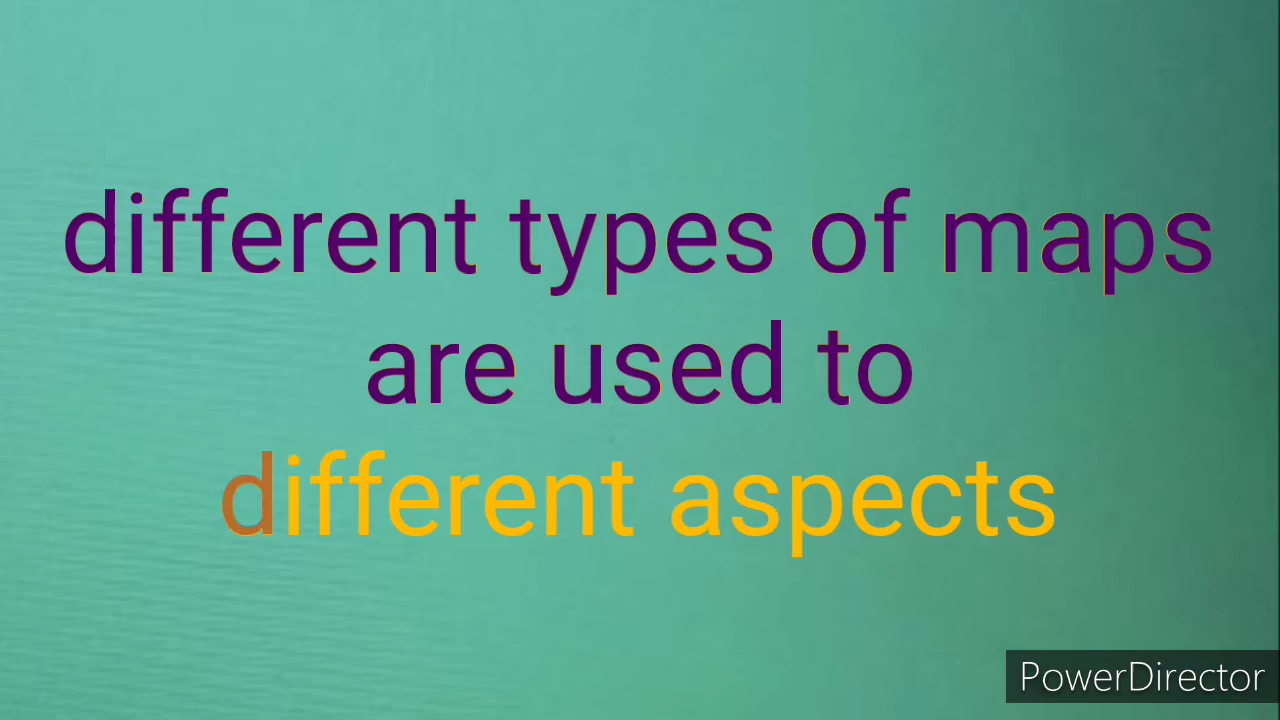 different types of maps
are used to
different aspects
PowerDirector